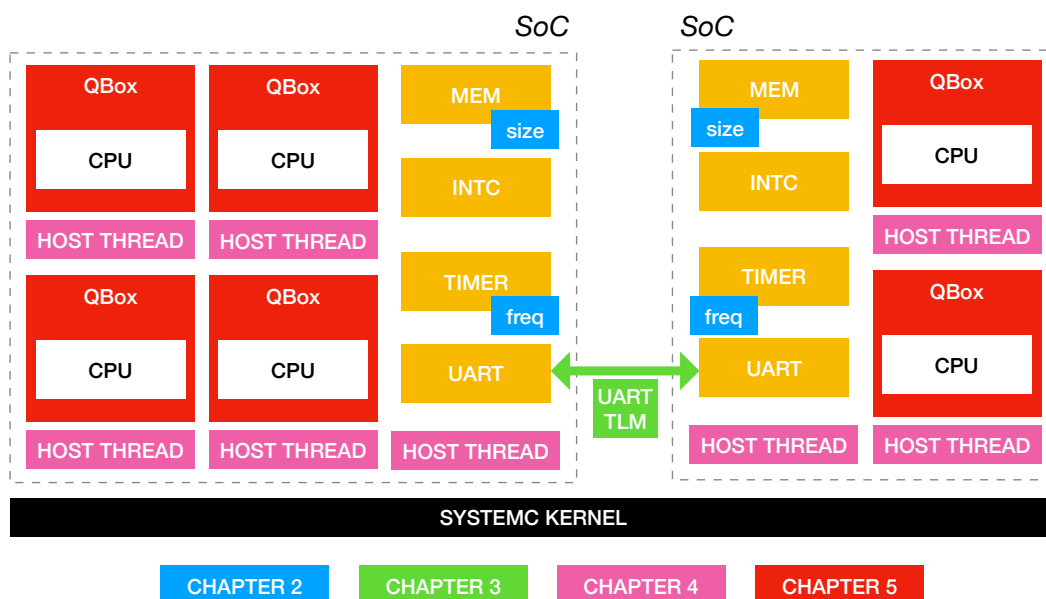 SoC
QBox
CPU
HOST THREAD
QBox
CPU
HOST THREAD
MEM
size
INTC
QBox
CPU
HOST THREAD
QBox
CPU
HOST THREAD
TIMER
freq
UART
HOST THREAD
UART
TLM
SoC
MEM
size
INTC
TIMER
freq
UART
HOST THREAD
QBox
CPU
HOST THREAD
QBox
CPU
HOST THREAD
SYSTEMC KERNEL
CHAPTER 2
CHAPTER 3
CHAPTER 4
CHAPTER 5